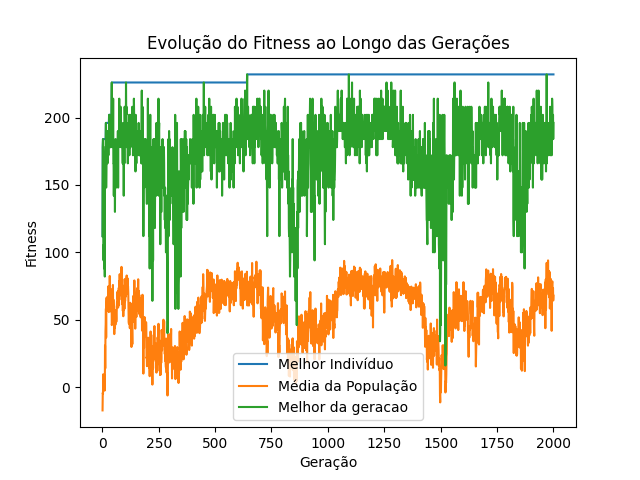 Evolução do Fitness ao Longo das Gerações
Fitness
200
150
100
50
0
Melhor Indivíduo
Média da População
Melhor da geracao
0 250 500 750 1000 1250 1500 1750 2000
Geração